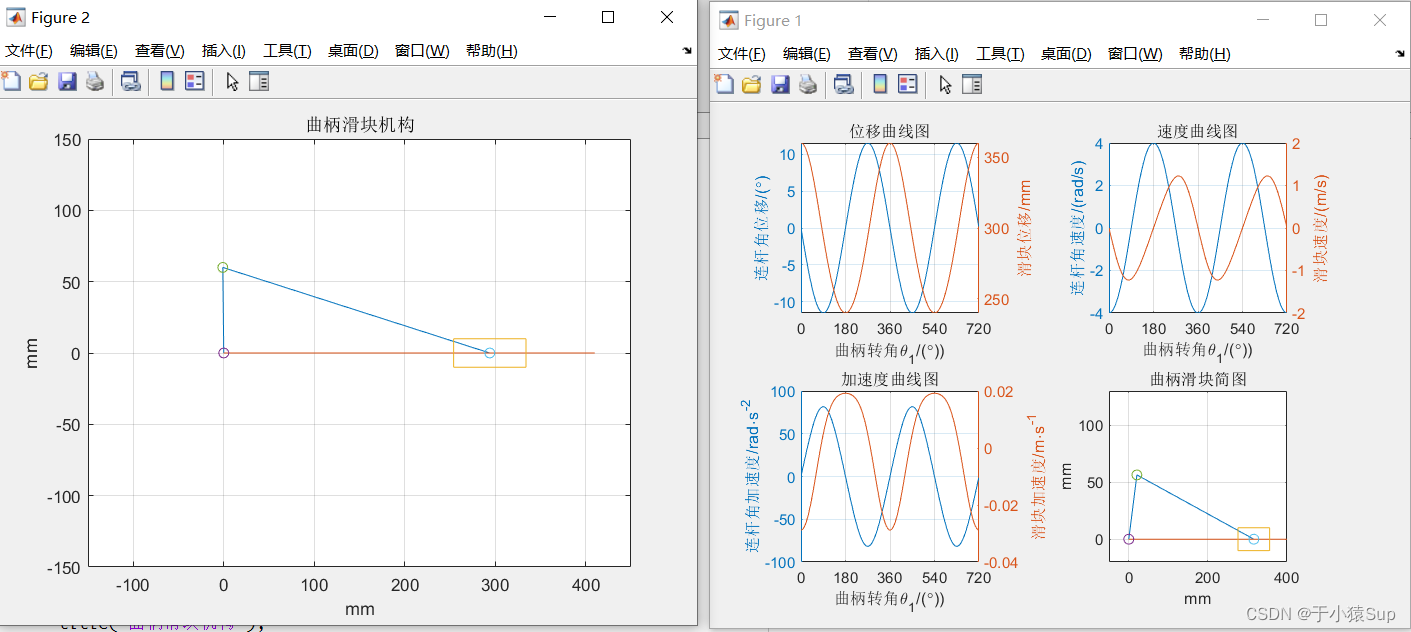 Figure 2
文件(F) 编辑(E) 查看(V) 插入(I) 工具(T) 桌面(D) 窗口(W) 帮助(H)
曲柄滑块机构
150
100
50
0
-50
-100
-150
mm
-100 0 100 200 300 400
mm
Figure 1
文件(F) 编辑(E) 查看(V) 插入(I) 工具(T) 桌面(D) 窗口(W) 帮助(H)
位移曲线图
连杆角位移/(°)
10
5
0
-5
-10
350
300
250
滑块位移/mm
0 180 360 540 720
曲柄转角θ1/(°))
速度曲线图
连杆角速度/(rad/s)
4
2
0
-2
-4
2
1
0
-1
-2
滑块速度/(m/s)
0 180 360 540 720
曲柄转角θ1/(°))
加速度曲线图
连杆角加速度/rad·s-2
100
50
0
-50
-100
0.02
0
-0.02
-0.04
滑块加速度/m·s-1
0 180 360 540 720
曲柄转角θ1/(°))
曲柄滑块简图
mm
100
50
0
0 200 400
mm
CSDN @于小猿Sup